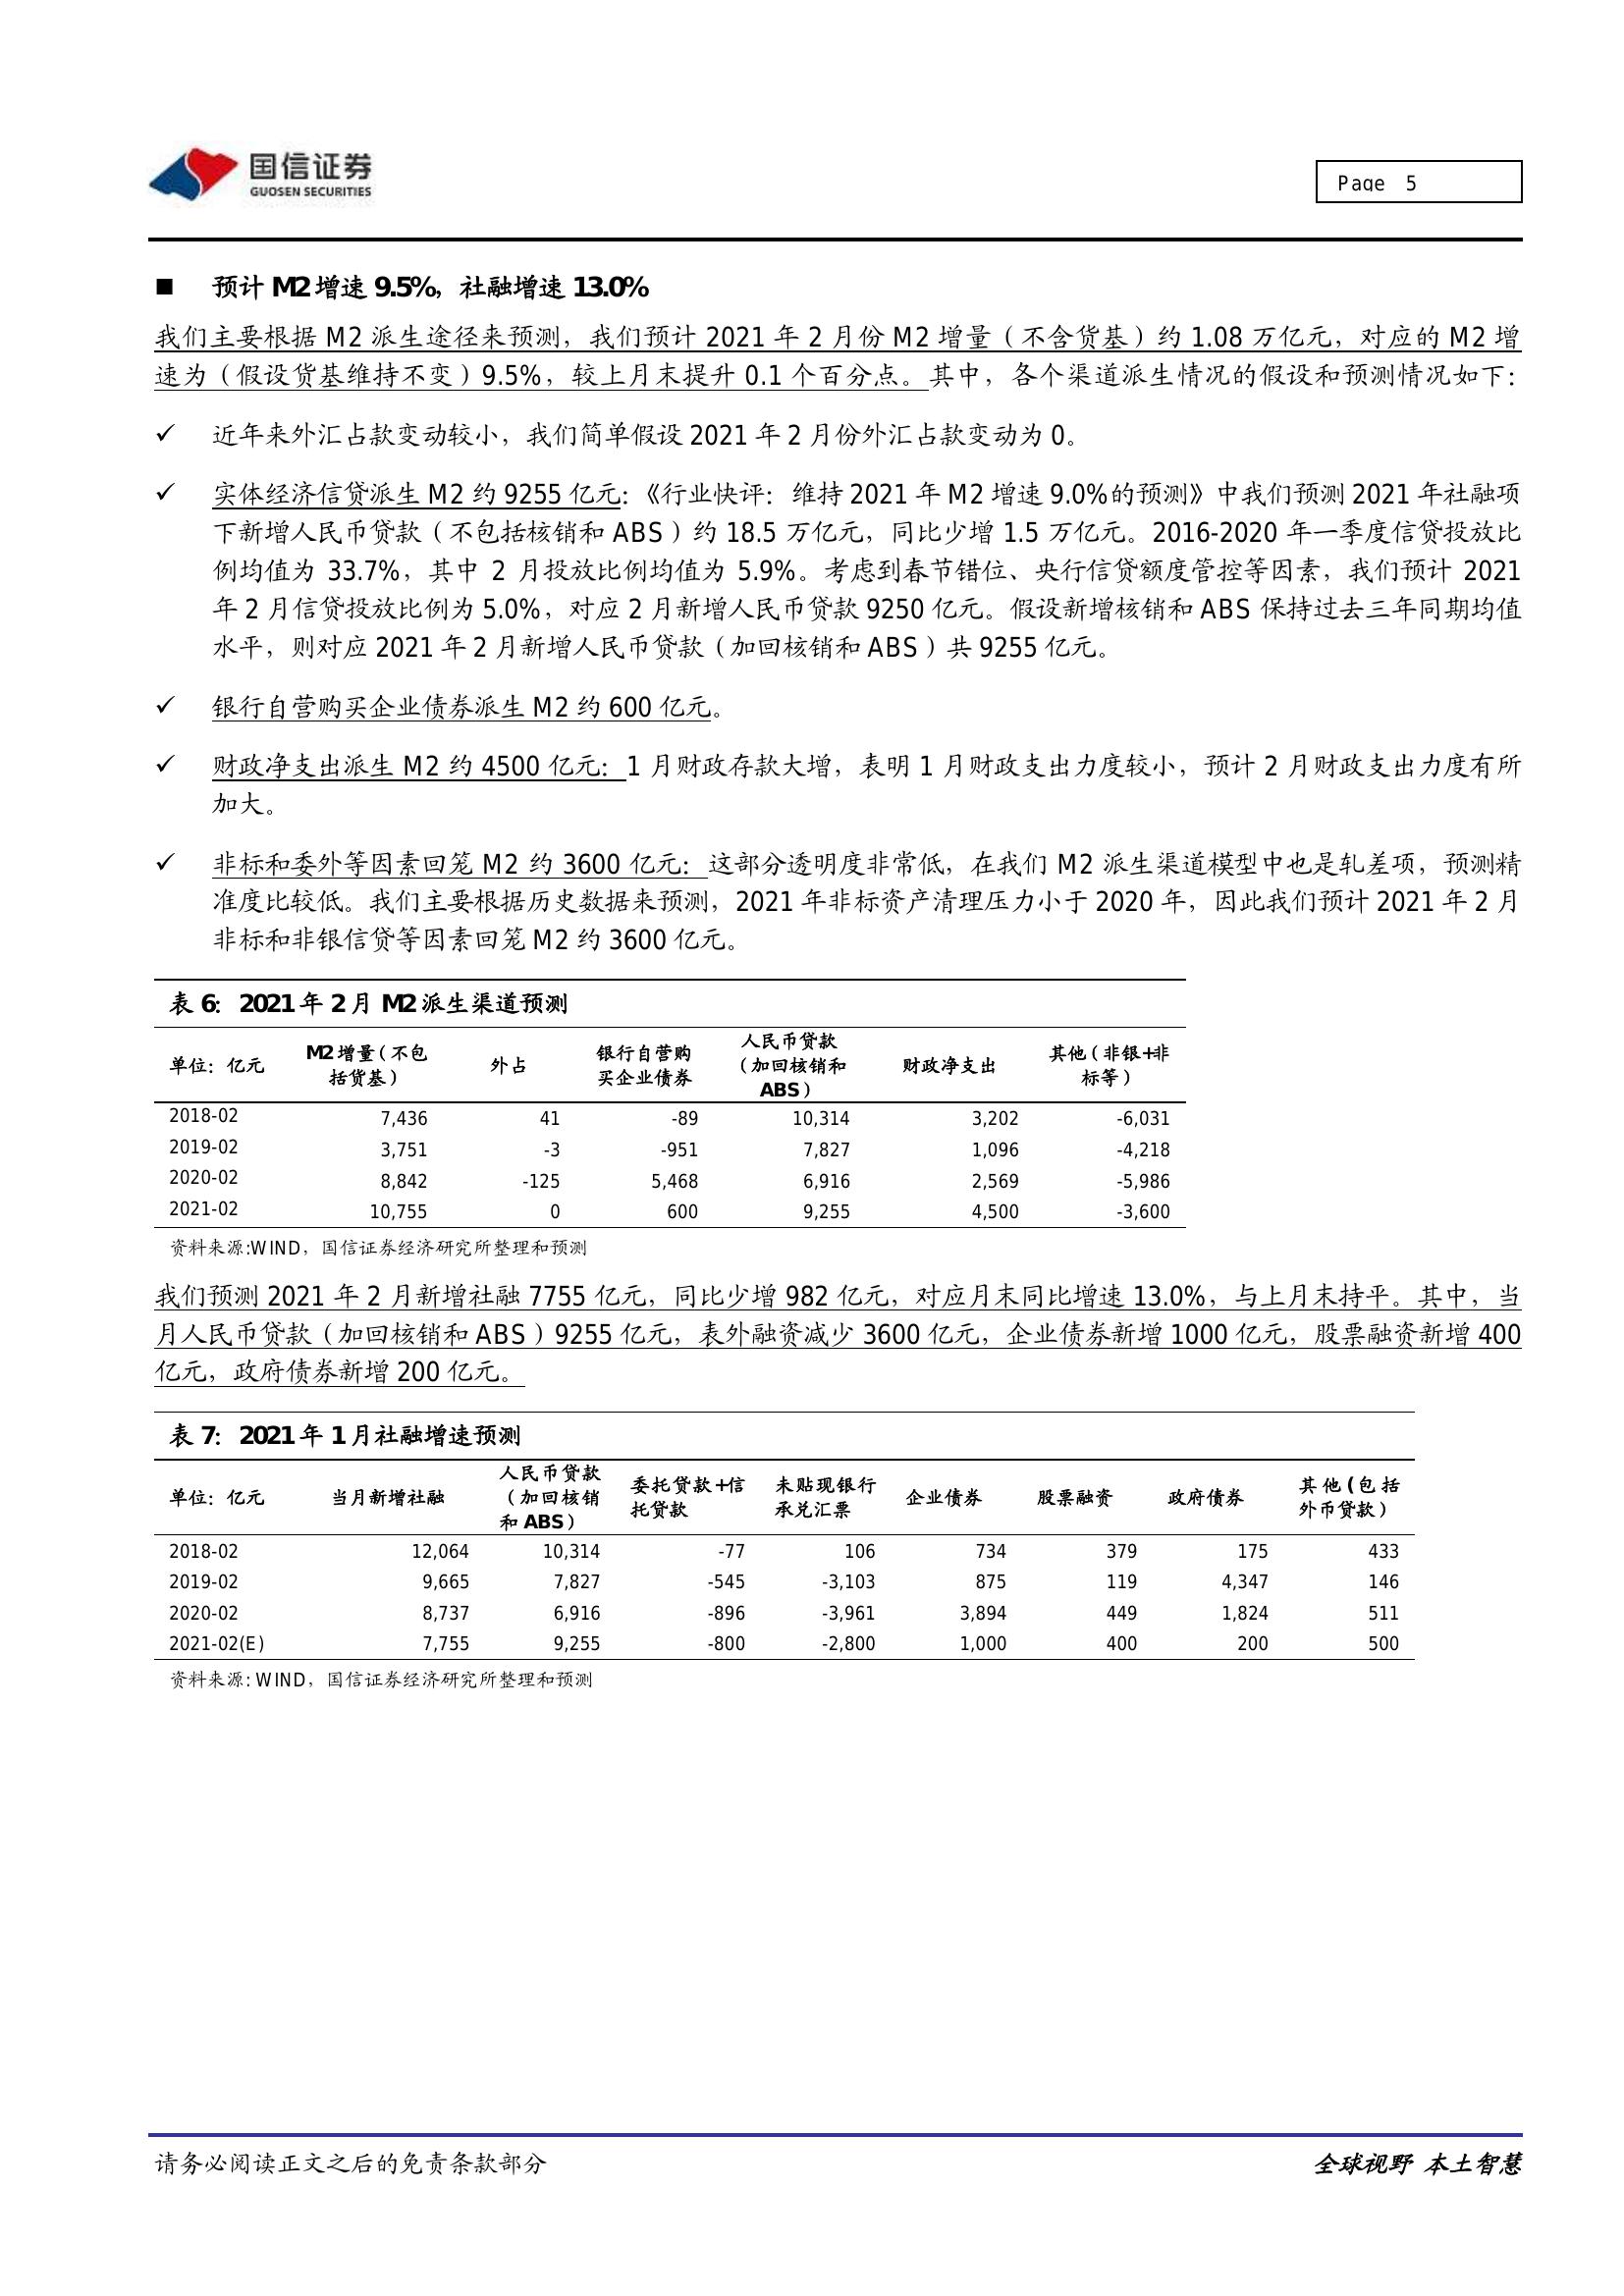 国信证券
GUOSEN SECURITIES
Page 5
■ 预计 M2 增速 9.5%，社融增速 13.0%
我们主要根据 M2 派生途径来预测，我们预计 2021 年 2 月份 M2 增量（不含货基）约 1.08 万亿元，对应的 M2 增
速为（假设货基维持不变）9.5%，较上月末提升 0.1 个百分点。其中，各个渠道派生情况的假设和预测情况如下：
✓ 近年来外汇占款变动较小，我们简单假设 2021 年 2 月份外汇占款变动为 0。
✓ 实体经济信贷派生 M2 约 9255 亿元：《行业快评：维持 2021 年 M2 增速 9.0%的预测》中我们预测 2021 年社融项
下新增人民币贷款（不包括核销和 ABS）约 18.5 万亿元，同比少增 1.5 万亿元。2016-2020 年一季度信贷投放比
例均值为 33.7%，其中 2 月投放比例均值为 5.9%。考虑到春节错位、央行信贷额度管控等因素，我们预计 2021
年 2 月信贷投放比例为 5.0%，对应 2 月新增人民币贷款 9250 亿元。假设新增核销和 ABS 保持过去三年同期均值
水平，则对应 2021 年 2 月新增人民币贷款（加回核销和 ABS）共 9255 亿元。
✓ 银行自营购买企业债券派生 M2 约 600 亿元。
✓ 财政净支出派生 M2 约 4500 亿元：1 月财政存款大增，表明 1 月财政支出力度较小，预计 2 月财政支出力度有所
加大。
✓ 非标和委外等因素回笼 M2 约 3600 亿元：这部分透明度非常低，在我们 M2 派生渠道模型中也是轧差项，预测精
准度比较低。我们主要根据历史数据来预测，2021 年非标资产清理压力小于 2020 年，因此我们预计 2021 年 2 月
非标和非银信贷等因素回笼 M2 约 3600 亿元。
表 6：2021 年 2 月 M2 派生渠道预测
单位：亿元 M2 增量（不包括货基） 外占 银行自营购买企业债券 人民币贷款（加回核销和 ABS） 财政净支出 其他（非银+非标等）
2018-02 7,436 41 -89 10,314 3,202 -6,031
2019-02 3,751 -3 -951 7,827 1,096 -4,218
2020-02 8,842 -125 5,468 6,916 2,569 -5,986
2021-02 10,755 0 600 9,255 4,500 -3,600
资料来源:WIND，国信证券经济研究所整理和预测
我们预测 2021 年 2 月新增社融 7755 亿元，同比少增 982 亿元，对应月末同比增速 13.0%，与上月末持平。其中，当
月人民币贷款（加回核销和 ABS）9255 亿元，表外融资减少 3600 亿元，企业债券新增 1000 亿元，股票融资新增 400
亿元，政府债券新增 200 亿元。
表 7：2021 年 1 月社融增速预测
单位：亿元 当月新增社融 人民币贷款（加回核销和 ABS） 委托贷款+信托贷款 未贴现银行承兑汇票 企业债券 股票融资 政府债券 其他(包括外币贷款）
2018-02 12,064 10,314 -77 106 734 379 175 433
2019-02 9,665 7,827 -545 -3,103 875 119 4,347 146
2020-02 8,737 6,916 -896 -3,961 3,894 449 1,824 511
2021-02(E) 7,755 9,255 -800 -2,800 1,000 400 200 500
资料来源: WIND，国信证券经济研究所整理和预测
请务必阅读正文之后的免责条款部分
全球视野 本土智慧